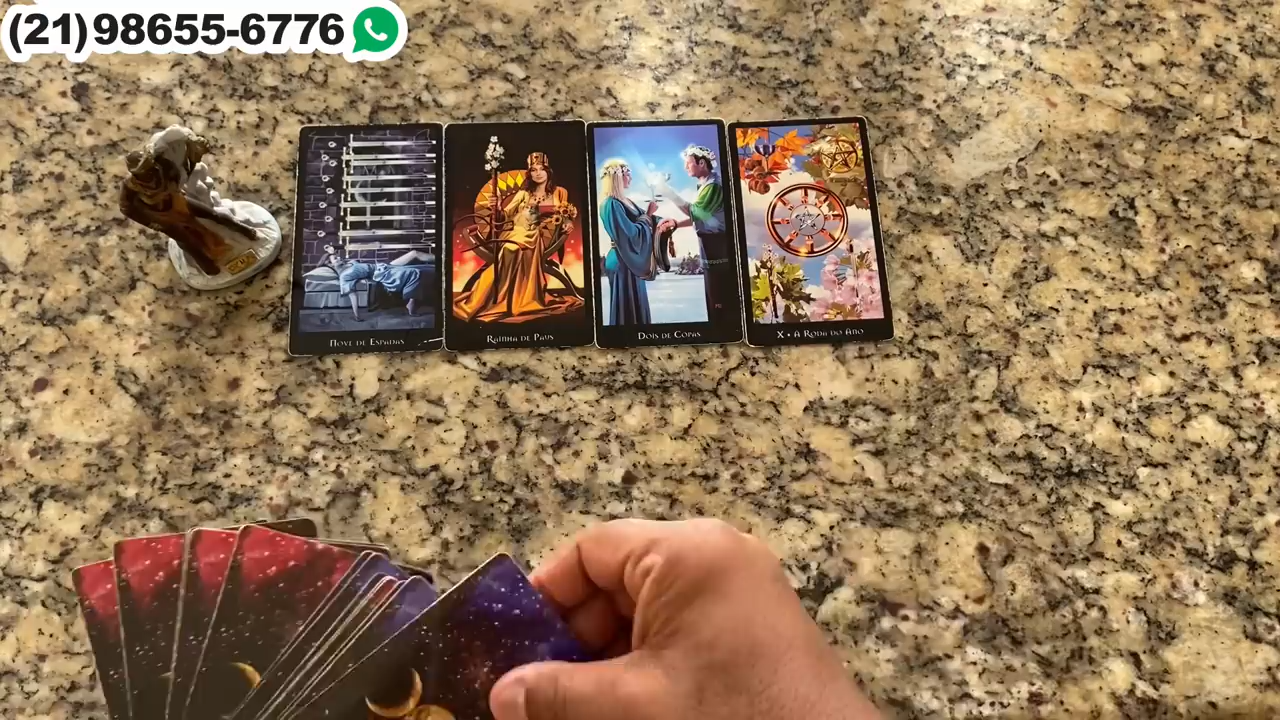 (21)98655-6776
Nove de Espadas
Rainha de Paus
Dois de Copas
X • A Roda do Ano